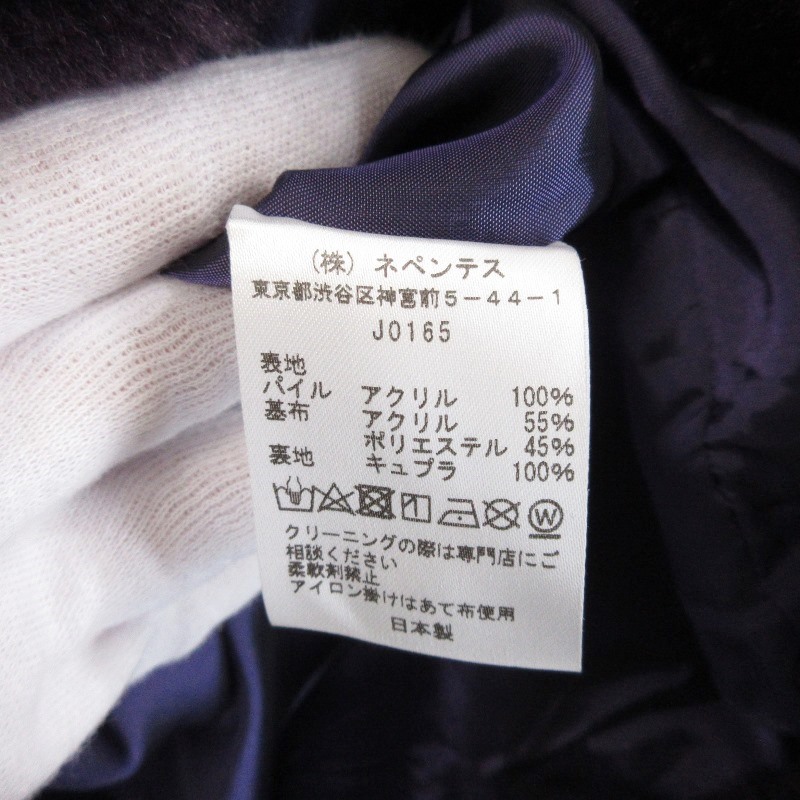 （株）ネペンテス
東京都渋谷区神宮前５－４４－１
J0165
表地
パイル アクリル 100%
基布 アクリル 55%
ポリエステル 45%
裏地 キュプラ 100%
W
クリーニングの際は専門店にご
相談ください
柔軟剤禁止
アイロン掛けはあて布使用
日本製